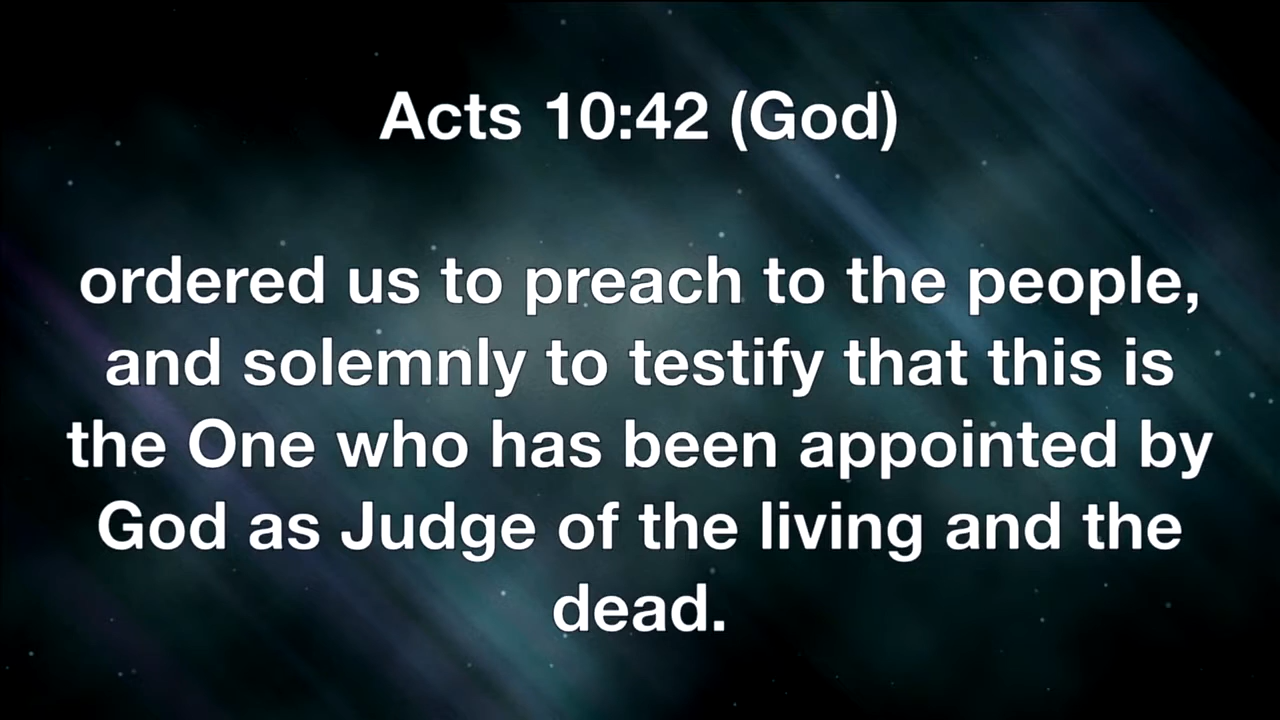 Acts 10:42 (God)
ordered us to preach to the people,
and solemnly to testify that this is
the One who has been appointed by
God as Judge of the living and the
dead.